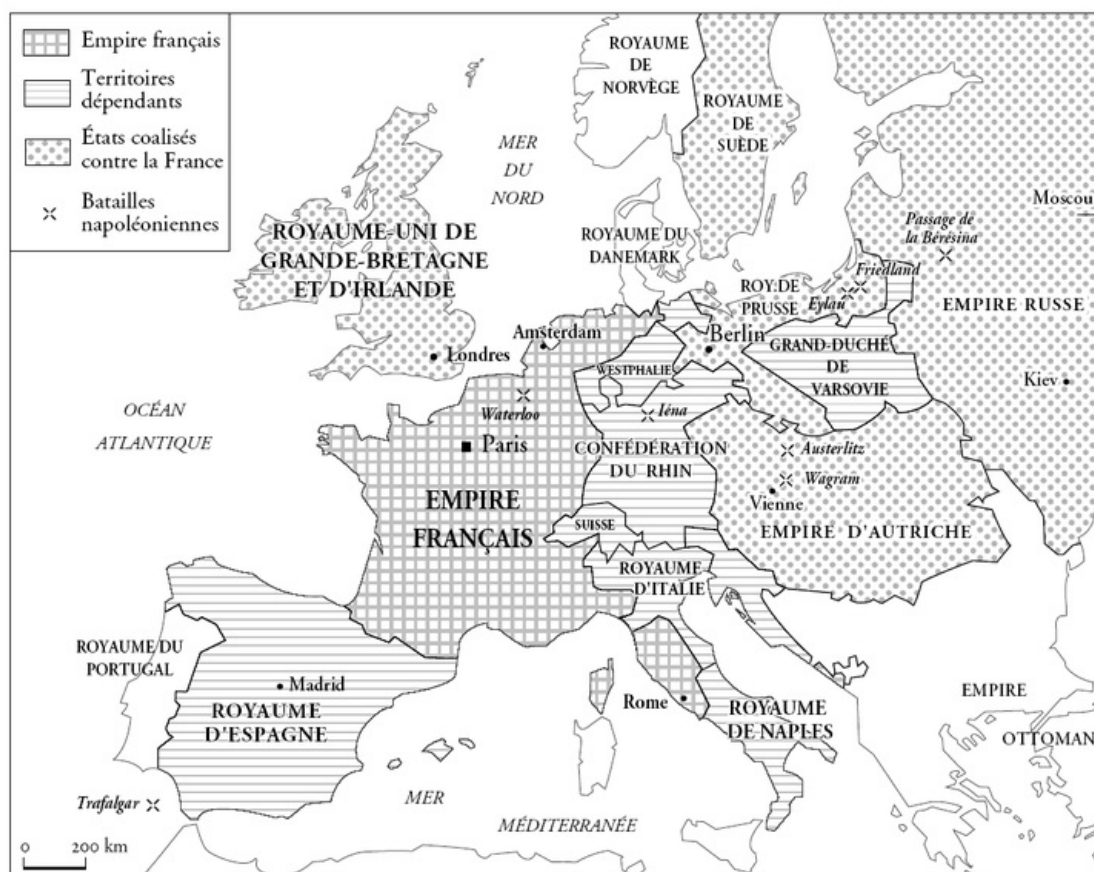 Empire français
Territoires
dépendants
États coalisés
contre la France
Batailles
napoléoniennes
ROYAUME
DE
NORVÈGE
ROYAUME
DE
SUÈDE
MER
DU
NORD
Moscou
Passage de
la Bérésina
ROYAUME-UNI DE
GRANDE-BRETAGNE
ET D'IRLANDE
ROYAUME DU
DANEMARK
Friedland
Eylau
ROY. DE
PRUSSE
EMPIRE RUSSE
Amsterdam
Berlin
Londres
GRAND-DUCHÉ
DE
VARSOVIE
WESTPHALIE
Kiev
OCÉAN
ATLANTIQUE
Waterloo
Iéna
Paris
CONFÉDÉRATION
DU RHIN
Austerlitz
Wagram
Vienne
EMPIRE
FRANÇAIS
SUISSE
EMPIRE D'AUTRICHE
ROYAUME
D'ITALIE
ROYAUME DU
PORTUGAL
Madrid
ROYAUME
D'ESPAGNE
Rome
ROYAUME
DE NAPLES
EMPIRE
OTTOMAN
Trafalgar
MER
MÉDITERRANÉE
0 200 km